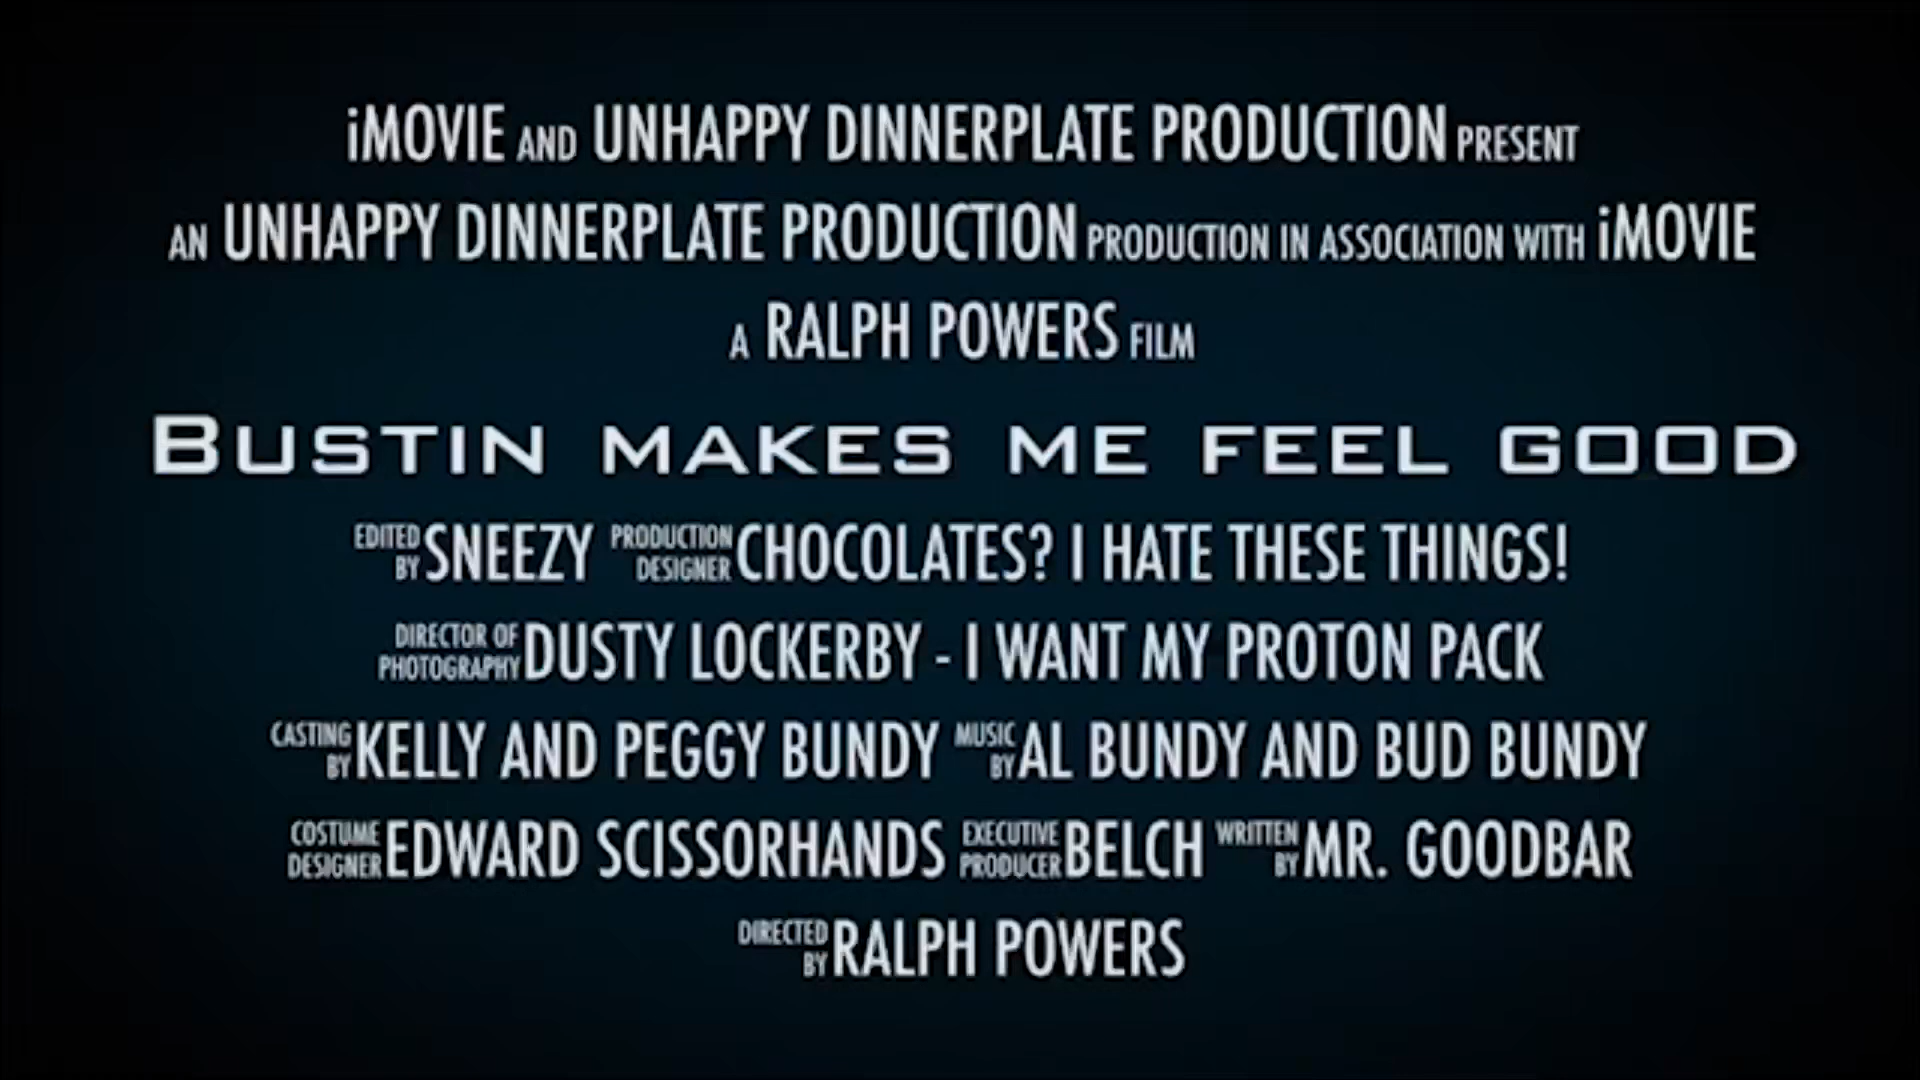 iMOVIE AND UNHAPPY DINNERPLATE PRODUCTION PRESENT
AN UNHAPPY DINNERPLATE PRODUCTION PRODUCTION IN ASSOCIATION WITH iMOVIE
A RALPH POWERS FILM
BUSTIN MAKES ME FEEL GOOD
EDITED BY SNEEZY PRODUCTION DESIGNER CHOCOLATES? I HATE THESE THINGS!
DIRECTOR OF PHOTOGRAPHY DUSTY LOCKERBY - I WANT MY PROTON PACK
CASTING BY KELLY AND PEGGY BUNDY MUSIC BY AL BUNDY AND BUD BUNDY
COSTUME DESIGNER EDWARD SCISSORHANDS EXECUTIVE PRODUCER BELCH WRITTEN BY MR. GOODBAR
DIRECTED BY RALPH POWERS